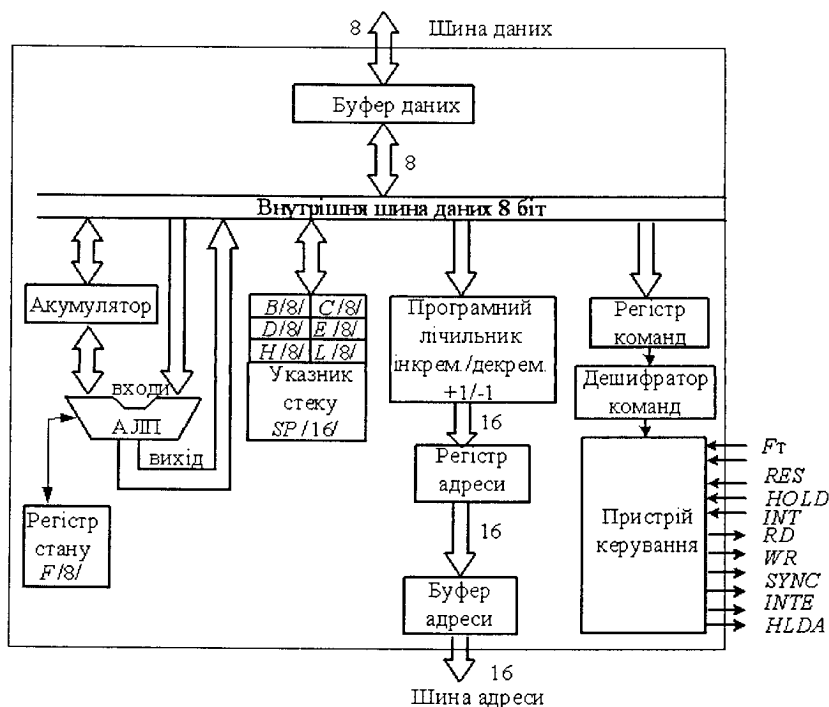 8 Шина даних
Буфер даних
8
Внутрішня шина даних 8 біт
Акумулятор
B/8/ C/8/
D/8/ E/8/
H/8/ L/8/
Указник
стеку
SP/16/
Програмний
лічильник
інкрем./декрем.
+1/-1
Регістр
команд
Дешифратор
команд
входи
АЛП
вихід
16
Регістр
адреси
16
Буфер
адреси
16
Шина адреси
Регістр
стану
F/8/
Пристрій
керування
Fт
RES
HOLD
INT
RD
WR
SYNC
INTE
HLDA